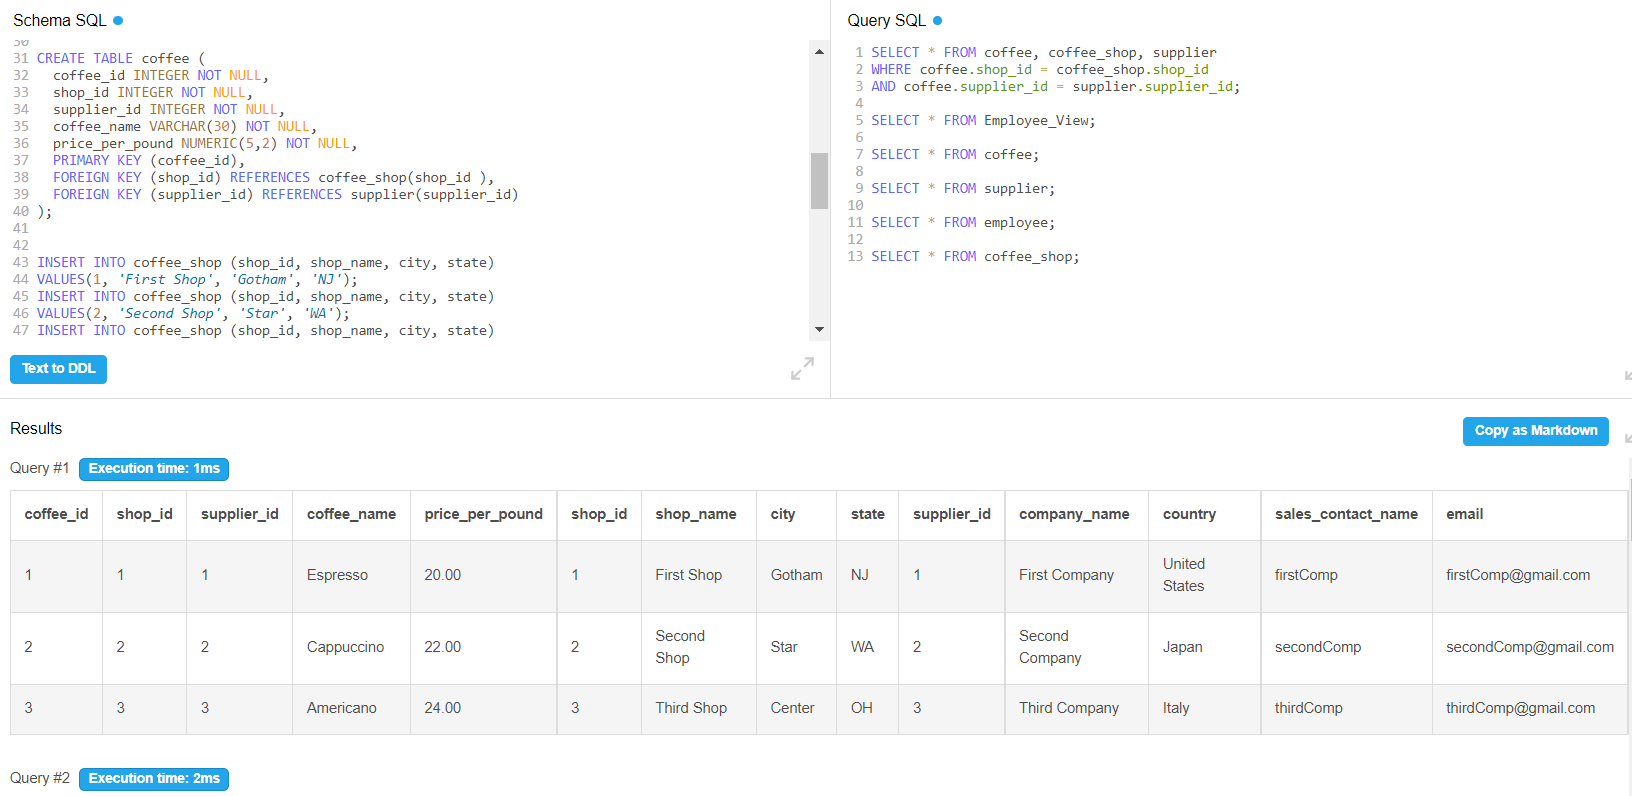 Schema SQL
30
31 CREATE TABLE coffee (
32 coffee_id INTEGER NOT NULL,
33 shop_id INTEGER NOT NULL,
34 supplier_id INTEGER NOT NULL,
35 coffee_name VARCHAR(30) NOT NULL,
36 price_per_pound NUMERIC(5,2) NOT NULL,
37 PRIMARY KEY (coffee_id),
38 FOREIGN KEY (shop_id) REFERENCES coffee_shop(shop_id ),
39 FOREIGN KEY (supplier_id) REFERENCES supplier(supplier_id)
40 );
41
42
43 INSERT INTO coffee_shop (shop_id, shop_name, city, state)
44 VALUES(1, 'First Shop', 'Gotham', 'NJ');
45 INSERT INTO coffee_shop (shop_id, shop_name, city, state)
46 VALUES(2, 'Second Shop', 'Star', 'WA');
47 INSERT INTO coffee_shop (shop_id, shop_name, city, state)
Text to DDL
Query SQL
1 SELECT * FROM coffee, coffee_shop, supplier
2 WHERE coffee.shop_id = coffee_shop.shop_id
3 AND coffee.supplier_id = supplier.supplier_id;
4
5 SELECT * FROM Employee_View;
6
7 SELECT * FROM coffee;
8
9 SELECT * FROM supplier;
10
11 SELECT * FROM employee;
12
13 SELECT * FROM coffee_shop;
Results
Copy as Markdown
Query #1 Execution time: 1ms
coffee_id shop_id supplier_id coffee_name price_per_pound shop_id shop_name city state supplier_id company_name country sales_contact_name email
1 1 1 Espresso 20.00 1 First Shop Gotham NJ 1 First Company United States firstComp firstComp@gmail.com
2 2 2 Cappuccino 22.00 2 Second Shop Star WA 2 Second Company Japan secondComp secondComp@gmail.com
3 3 3 Americano 24.00 3 Third Shop Center OH 3 Third Company Italy thirdComp thirdComp@gmail.com
Query #2 Execution time: 2ms